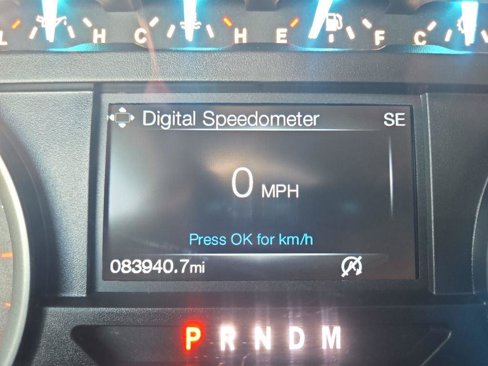 L H C H E F C
Digital Speedometer SE
0 MPH
Press OK for km/h
083940.7mi
P R N D M